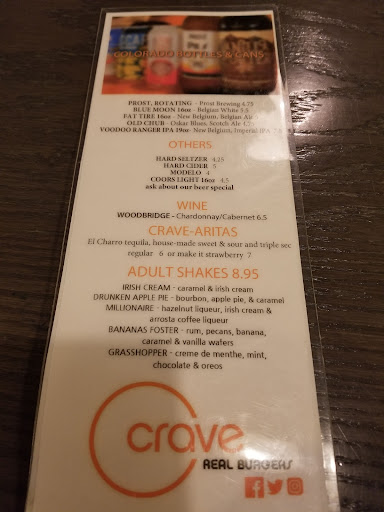 COLORADO BOTTLES & CANS
PROST, ROTATING - Prost Brewing 4.75
BLUE MOON 16oz - Belgian White 5.5
FAT TIRE 16oz - New Belgium, Belgian Ale
OLD CHUB - Oskar Blues, Scotch Ale
VOODOO RANGER IPA 19oz- New Belgium, Imperial IPA
OTHERS
HARD SELTZER 4.25
HARD CIDER 5
MODELO 4
COORS LIGHT 16oz 4.5
ask about our beer special
WINE
WOODBRIDGE - Chardonnay/Cabernet 6.5
CRAVE-ARITAS
El Charro tequila, house-made sweet & sour and triple sec
regular 6 or make it strawberry 7
ADULT SHAKES 8.95
IRISH CREAM - caramel & irish cream
DRUNKEN APPLE PIE - bourbon, apple pie, & caramel
MILLIONAIRE - hazelnut liqueur, irish cream &
arrosta coffee liqueur
BANANAS FOSTER - rum, pecans, banana,
caramel & vanilla wafers
GRASSHOPPER - creme de menthe, mint,
chocolate & oreos
crave
REAL BURGERS